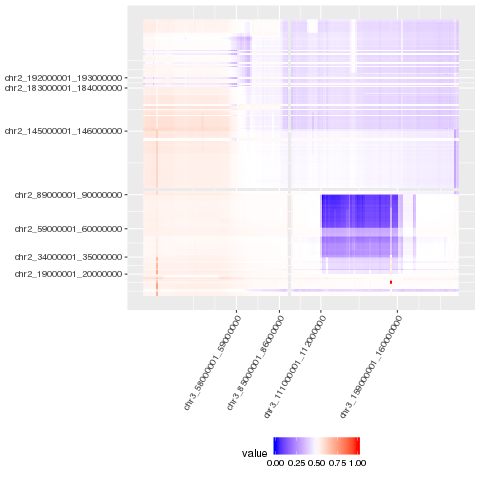 chr2_192000001_193000000
chr2_183000001_184000000
chr2_145000001_146000000
chr2_89000001_90000000
chr2_59000001_60000000
chr2_34000001_35000000
chr2_19000001_20000000
chr3_58000001_59000000
chr3_85000001_86000000
chr3_111000001_112000000
chr3_159000001_160000000
value
0.00 0.25 0.50 0.75 1.00